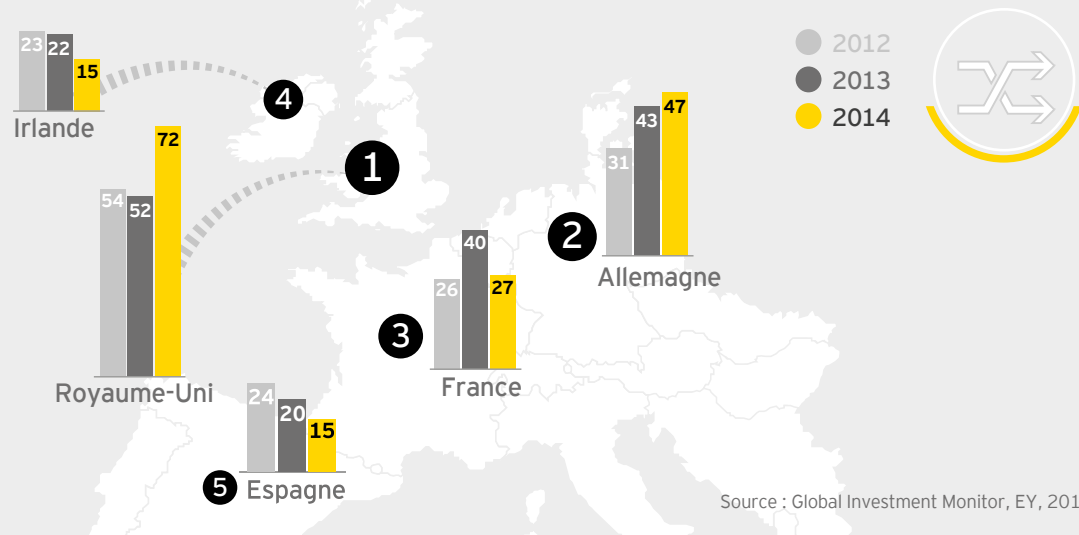 23 22 15
Irlande
4
2012
2013
2014
54 52 72
Royaume-Uni
1
31 43 47
Allemagne
2
26 40 27
France
3
24 20 15
5 Espagne
Source : Global Investment Monitor, EY,